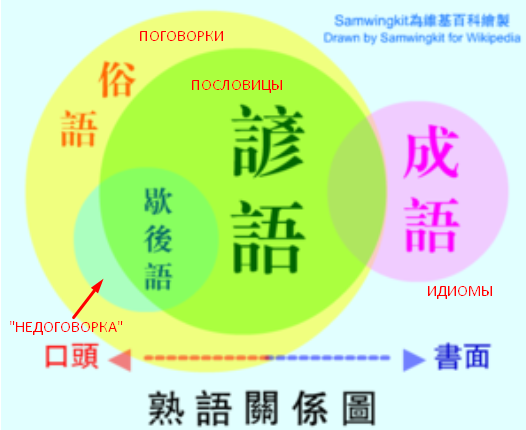 Samwingkit為維基百科繪製
Drawn by Samwingkit for Wikipedia
ПОГОВОРКИ
俗語
ПОСЛОВИЦЫ
諺語
成語
歇後語
ИДИОМЫ
"НЕДОГОВОРКА"
口頭
書面
熟語關係圖